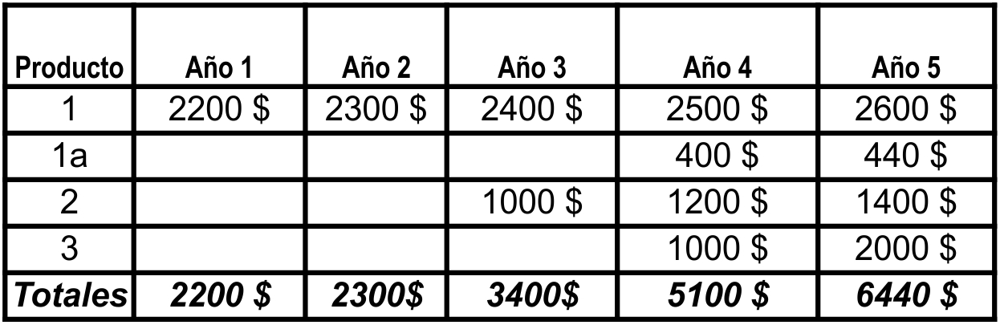 Producto Año 1 Año 2 Año 3 Año 4 Año 5
1 2200 $ 2300 $ 2400 $ 2500 $ 2600 $
1a 400 $ 440 $
2 1000 $ 1200 $ 1400 $
3 1000 $ 2000 $
Totales 2200 $ 2300$ 3400$ 5100 $ 6440 $